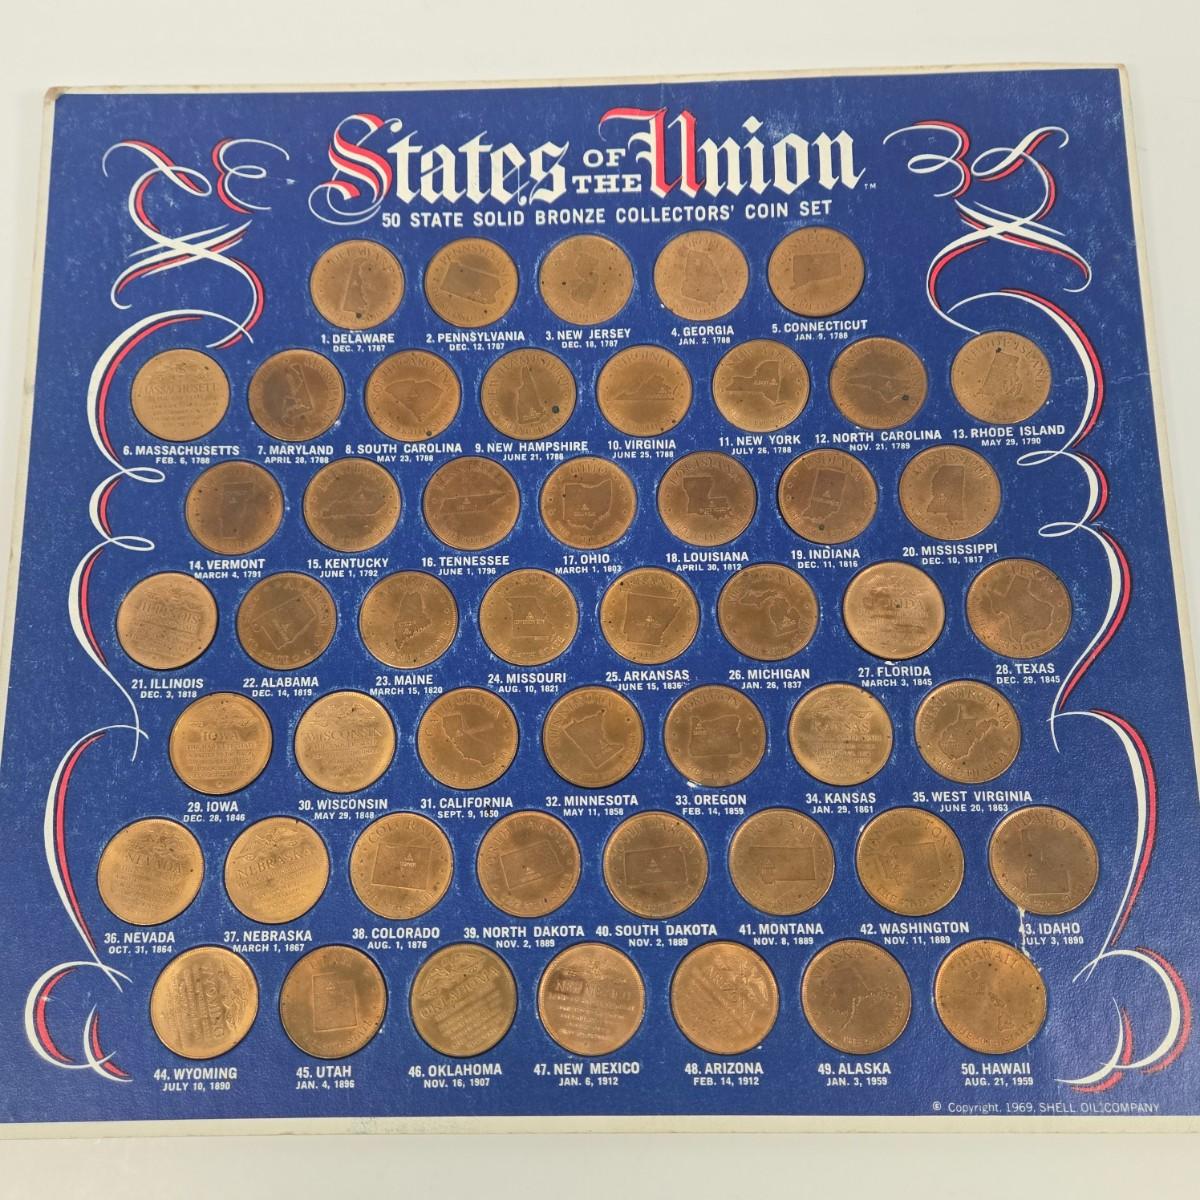 States OF THE Union™
50 STATE SOLID BRONZE COLLECTORS' COIN SET
1. DELAWARE
DEC. 7, 1787
2. PENNSYLVANIA
DEC. 12, 1787
3. NEW JERSEY
DEC. 18, 1787
4. GEORGIA
JAN. 2, 1788
5. CONNECTICUT
JAN. 9, 1788
6. MASSACHUSETTS
FEB. 6, 1788
7. MARYLAND
APRIL 28, 1788
8. SOUTH CAROLINA
MAY 23, 1788
9. NEW HAMPSHIRE
JUNE 21, 1788
10. VIRGINIA
JUNE 25, 1788
11. NEW YORK
JULY 26, 1788
12. NORTH CAROLINA
NOV. 21, 1789
13. RHODE ISLAND
MAY 29, 1790
14. VERMONT
MARCH 4, 1791
15. KENTUCKY
JUNE 1, 1792
16. TENNESSEE
JUNE 1, 1796
17. OHIO
MARCH 1, 1803
18. LOUISIANA
APRIL 30, 1812
19. INDIANA
DEC. 11, 1816
20. MISSISSIPPI
DEC. 10, 1817
21. ILLINOIS
DEC. 3, 1818
22. ALABAMA
DEC. 14, 1819
23. MAINE
MARCH 15, 1820
24. MISSOURI
AUG. 10, 1821
25. ARKANSAS
JUNE 15, 1836
26. MICHIGAN
JAN. 26, 1837
27. FLORIDA
MARCH 3, 1845
28. TEXAS
DEC. 29, 1845
29. IOWA
DEC. 28, 1846
30. WISCONSIN
MAY 29, 1848
31. CALIFORNIA
SEPT. 9, 1850
32. MINNESOTA
MAY 11, 1858
33. OREGON
FEB. 14, 1859
34. KANSAS
JAN. 29, 1861
35. WEST VIRGINIA
JUNE 20, 1863
36. NEVADA
OCT. 31, 1864
37. NEBRASKA
MARCH 1, 1867
38. COLORADO
AUG. 1, 1876
39. NORTH DAKOTA
NOV. 2, 1889
40. SOUTH DAKOTA
NOV. 2, 1889
41. MONTANA
NOV. 8, 1889
42. WASHINGTON
NOV. 11, 1889
43. IDAHO
JULY 3, 1890
44. WYOMING
JULY 10, 1890
45. UTAH
JAN. 4, 1896
46. OKLAHOMA
NOV. 16, 1907
47. NEW MEXICO
JAN. 6, 1912
48. ARIZONA
FEB. 14, 1912
49. ALASKA
JAN. 3, 1959
50. HAWAII
AUG. 21, 1959
© Copyright, 1969, SHELL OIL COMPANY